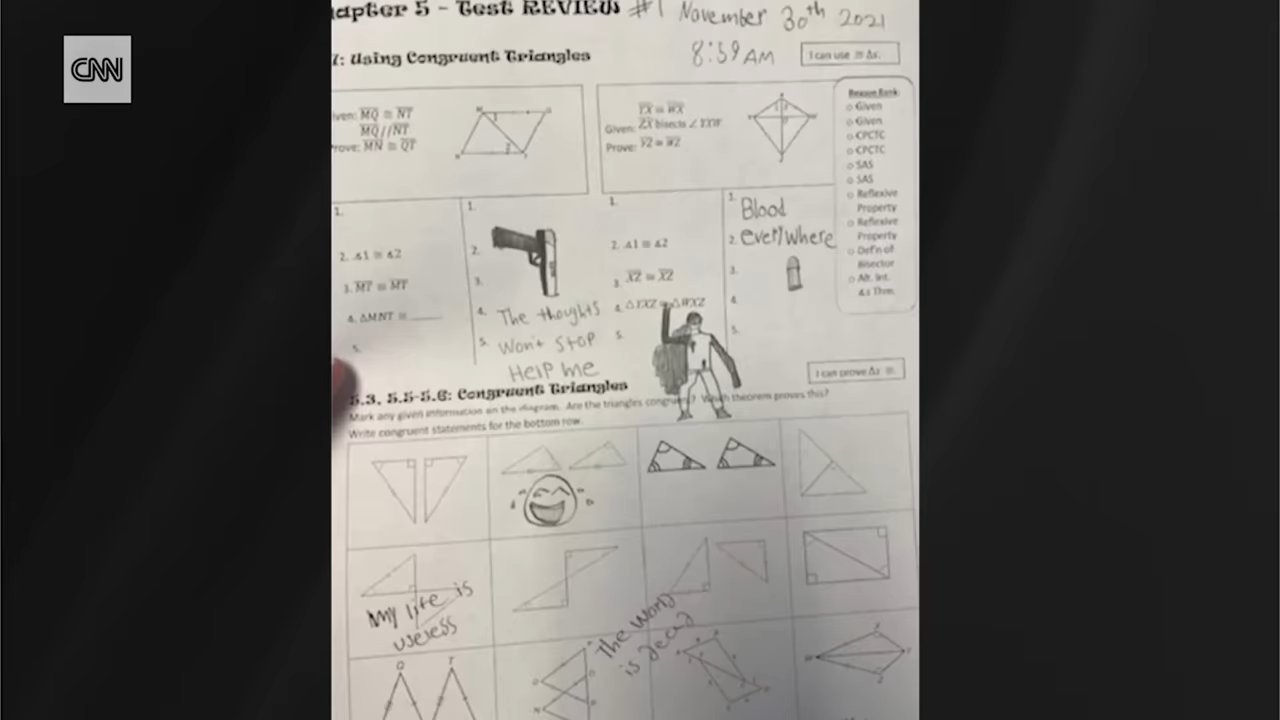 CNN
apter 5 - Test REVIEW #1 November 30th 2021
8:59 AM
7: Using Congruent Triangles
I can use ≅ Δs.
iven: MQ ≅ NT
MQ//NT
rove: MN ≅ QT
YX ≅ WX
Given: ZX bisects ∠YXW
Prove: YZ ≅ WZ
Reason Bank:
Given
Given
CPCTC
CPCTC
SAS
SAS
Reflexive
Property
Reflexive
Property
Def'n of
Bisector
Alt. Int.
∠s Thm.
1.
2. ∠1 ≅ ∠2
3. MT ≅ MT
4. ΔMNT ≅ ____
5.
1.
2.
3.
4. The thoughts
5. Won't Stop
HelP me
1.
2. ∠1 ≅ ∠2
3. XZ ≅ XZ
4. ΔYXZ ≅ ΔWXZ
5.
1. Blood
2. everywhere
3.
4.
5.
I can prove Δs ≅.
5.3, 5.5-5.6: Congruent Triangles
Mark any given information on the diagram. Are the triangles congruent? Which theorem proves this?
Write congruent statements for the bottom row.
My life is
useless
The world
is dead